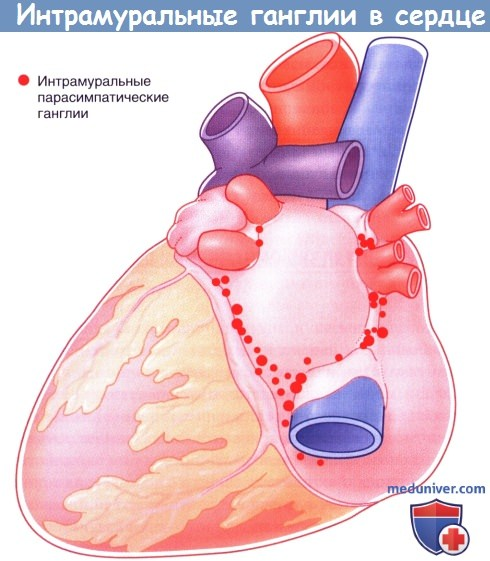 Интрамуральные ганглии в сердце
Интрамуральные
парасимпатические
ганглии
meduniver.com